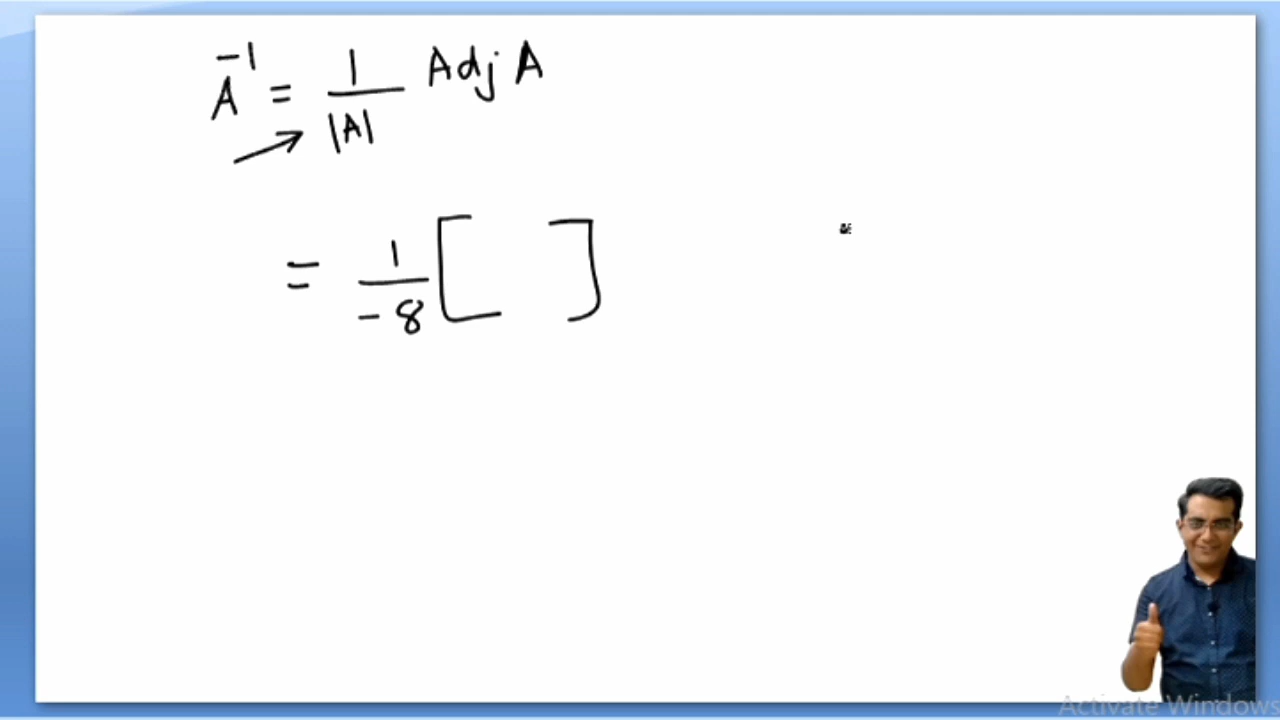 A⁻¹ = 1/|A| Adj A
= 1/-8 [ ]
Activate Windows